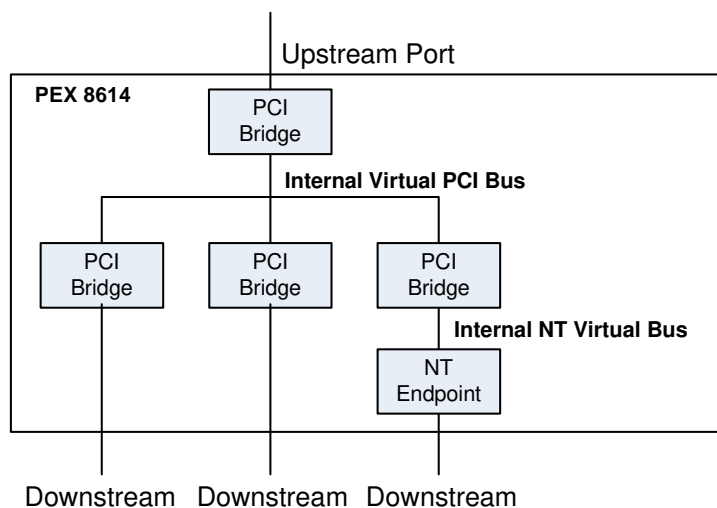 Upstream Port
PEX 8614
PCI
Bridge
Internal Virtual PCI Bus
PCI
Bridge
PCI
Bridge
PCI
Bridge
Internal NT Virtual Bus
NT
Endpoint
Downstream
Downstream
Downstream